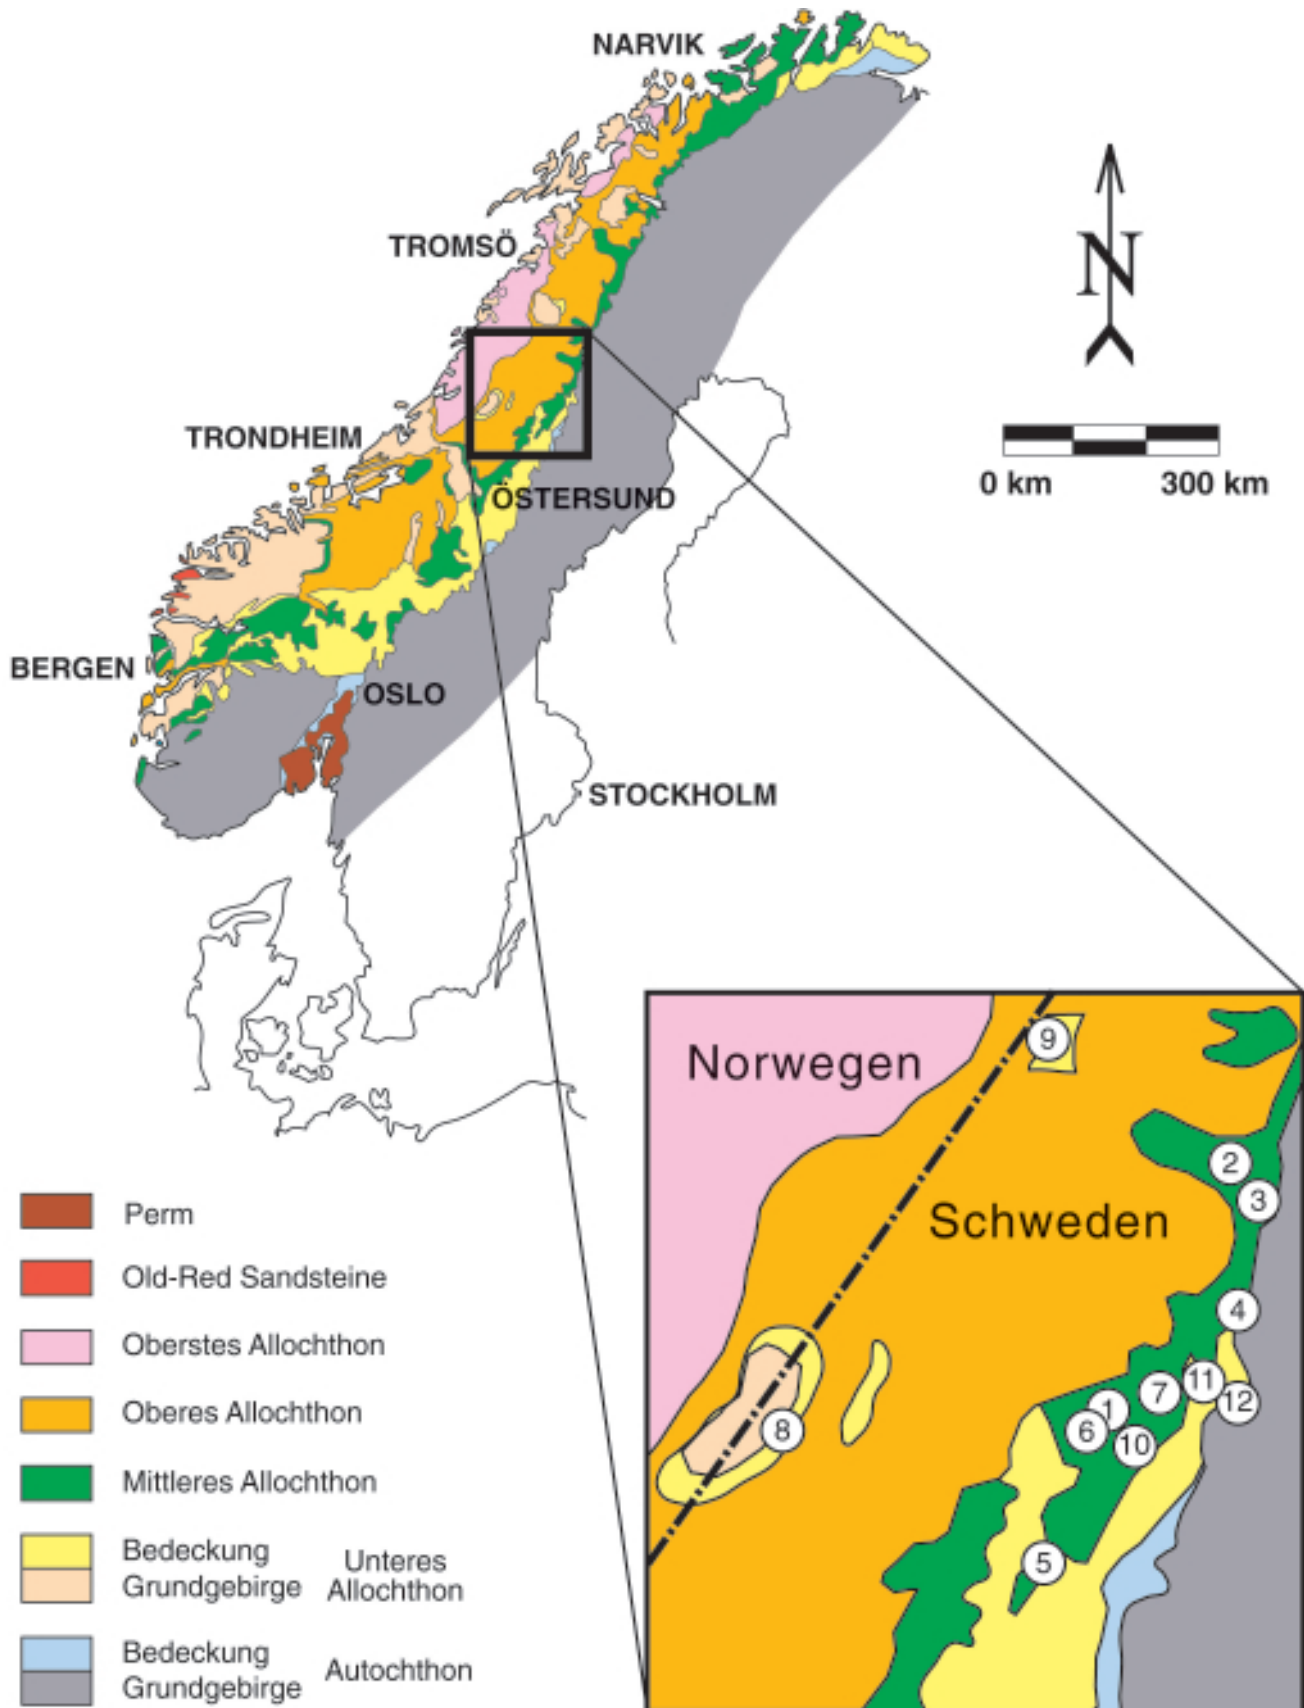 NARVIK
TROMSÖ
N
TRONDHEIM
0 km 300 km
ÖSTERSUND
BERGEN
OSLO
STOCKHOLM
Norwegen
9
2
Schweden
3
4
11
7
12
1
8
6
10
5
Perm
Old-Red Sandsteine
Oberstes Allochthon
Oberes Allochthon
Mittleres Allochthon
Bedeckung
Grundgebirge
Unteres
Allochthon
Bedeckung
Grundgebirge
Autochthon